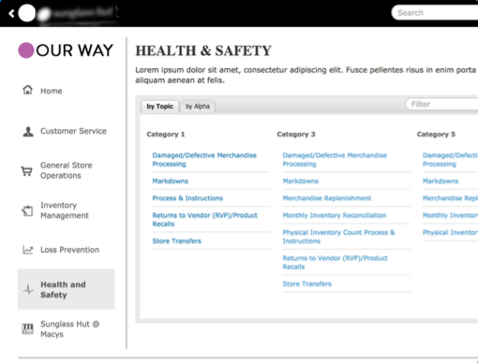 Search
OUR WAY
Home
Customer Service
General Store
Operations
Inventory
Management
Loss Prevention
Health and
Safety
Sunglass Hut @
Macys
HEALTH & SAFETY
Lorem ipsum dolor sit amet, consectetur adipiscing elit. Fusce pellentes risus in enim porta
aliquam aenean at felis.
by Topic
by Alpha
Filter
Category 1
Damaged/Defective Merchandise
Processing
Markdowns
Process & Instructions
Returns to Vendor (RVP)/Product
Recalls
Store Transfers
Category 3
Damaged/Defective Merchandise
Processing
Markdowns
Merchandise Replenishment
Monthly Inventory Reconciliation
Physical Inventory Count Process &
Instructions
Returns to Vendor (RVP)/Product
Recalls
Store Transfers
Category 5
Damaged/Defecti
Processing
Markdowns
Merchandise Repl
Monthly Inventor
Physical Inventor